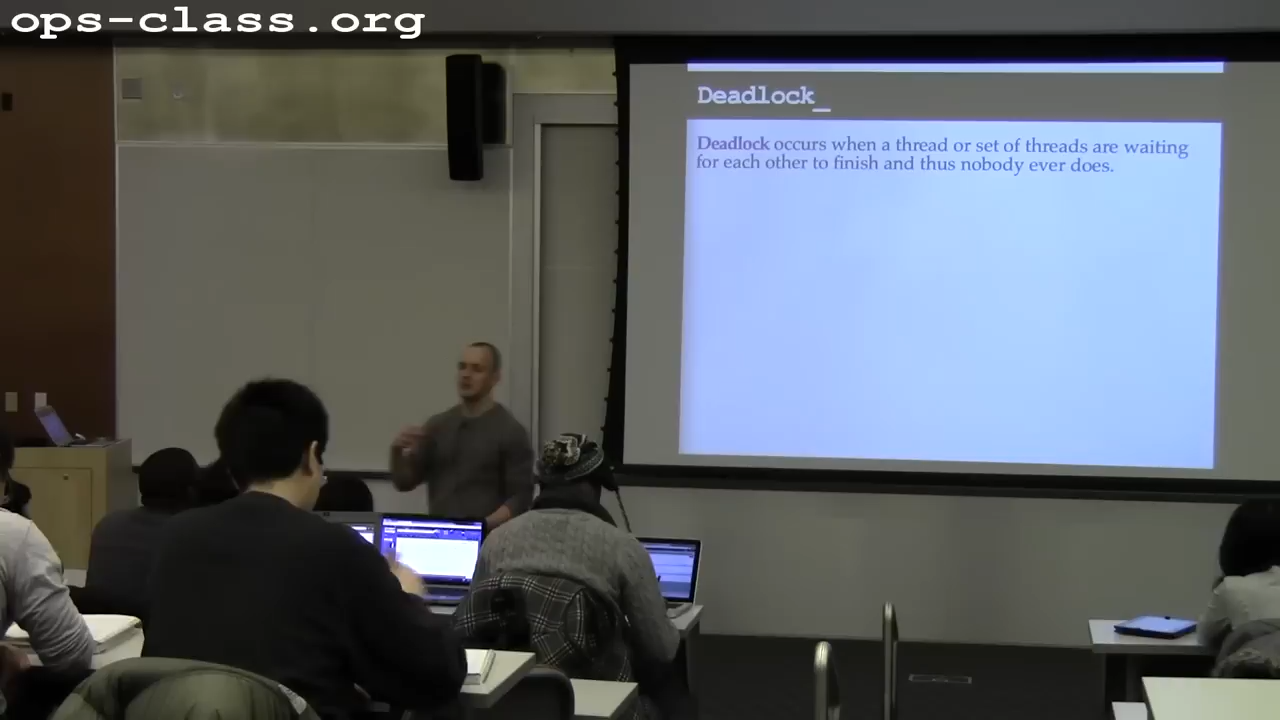 ops-class.org
Deadlock_
Deadlock occurs when a thread or set of threads are waiting
for each other to finish and thus nobody ever does.